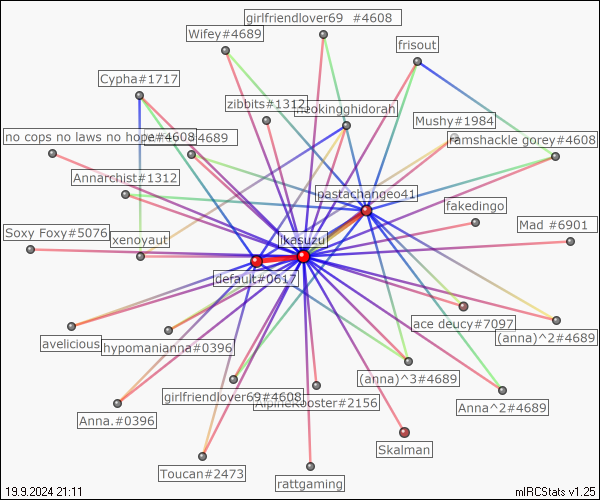 girlfriendlover69 #4608
Wifey#4689
frisout
Cypha#1717
zibbits#1312
neokingghidorah
Mushy#1984
no cops no laws no hope#4608
#4689
ramshackle gorey#4608
Annarchist#1312
pastachangeo41
fakedingo
Mad #6901
Soxy Foxy#5076
xenoyaut
kasuzu
default#0617
ace deucy#7097
(anna)^2#4689
avelicious
hypomanianna#0396
(anna)^3#4689
girlfriendlover69#4608
AlpineRooster#2156
Anna^2#4689
Anna.#0396
Skalman
Toucan#2473
rattgaming
19.9.2024 21:11
mIRCStats v1.25